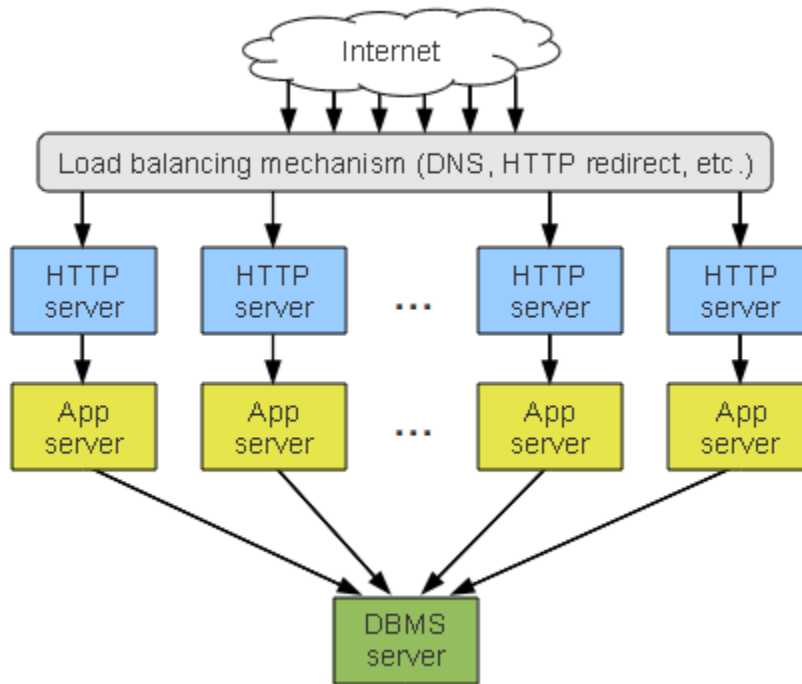 Internet
Load balancing mechanism (DNS, HTTP redirect, etc.)
HTTP
server
HTTP
server
...
HTTP
server
HTTP
server
App
server
App
server
...
App
server
App
server
DBMS
server